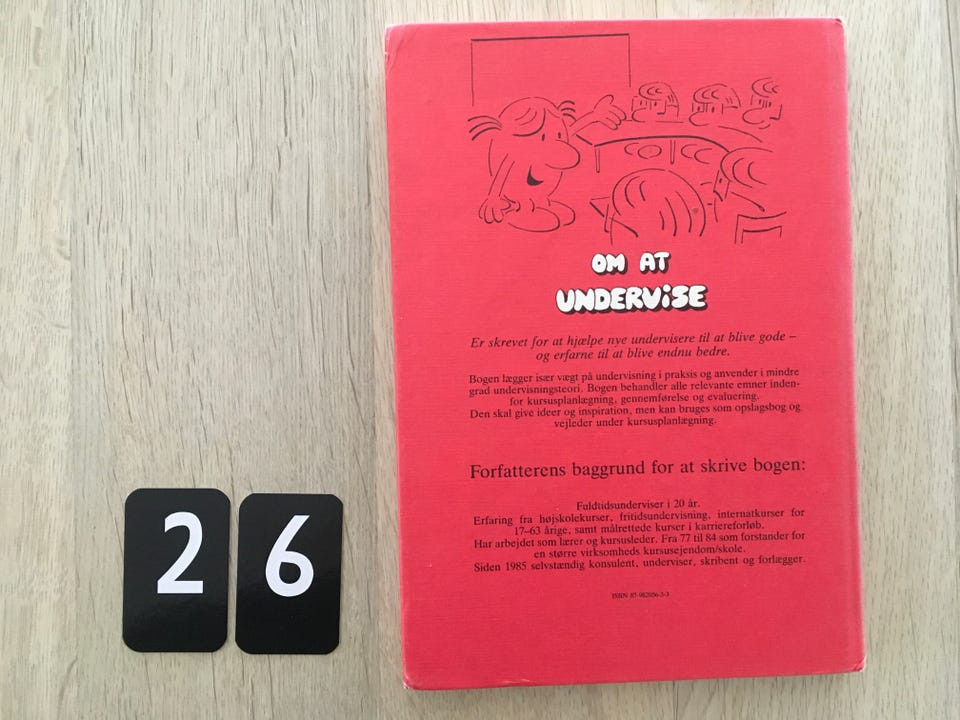 OM AT
UNDERViSE
Er skrevet for at hjælpe nye undervisere til at blive gode –
og erfarne til at blive endnu bedre.
Bogen lægger især vægt på undervisning i praksis og anvender i mindre
grad undervisningsteori. Bogen behandler alle relevante emner inden-
for kursusplanlægning, gennemførelse og evaluering.
Den skal give ideer og inspiration, men kan bruges som opslagsbog og
vejleder under kursusplanlægning.
Forfatterens baggrund for at skrive bogen:
Fuldtidsunderviser i 20 år.
Erfaring fra højskolekurser, fritidsundervisning, internatkurser for
17–63 årige, samt målrettede kurser i karriereforløb.
Har arbejdet som lærer og kursusleder. Fra 77 til 84 som forstander for
en større virksomheds kursusejendom/skole.
Siden 1985 selvstændig konsulent, underviser, skribent og forlægger.
ISBN 87-982056-3-3
2 6